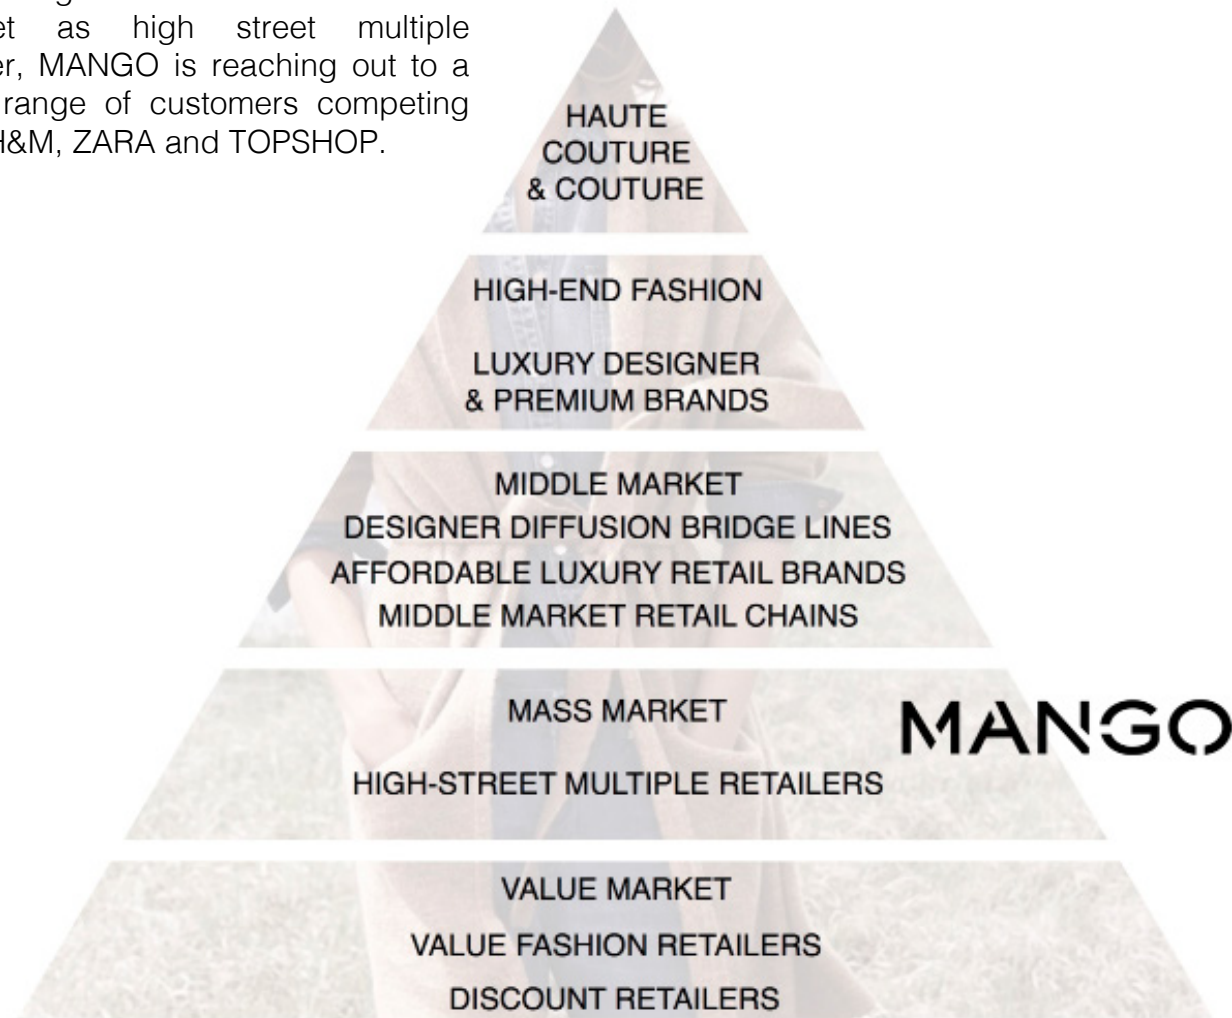 et as high street multiple
er, MANGO is reaching out to a
range of customers competing
H&M, ZARA and TOPSHOP.
HAUTE
COUTURE
& COUTURE
HIGH-END FASHION
LUXURY DESIGNER
& PREMIUM BRANDS
MIDDLE MARKET
DESIGNER DIFFUSION BRIDGE LINES
AFFORDABLE LUXURY RETAIL BRANDS
MIDDLE MARKET RETAIL CHAINS
MASS MARKET
MANGO
HIGH-STREET MULTIPLE RETAILERS
VALUE MARKET
VALUE FASHION RETAILERS
DISCOUNT RETAILERS